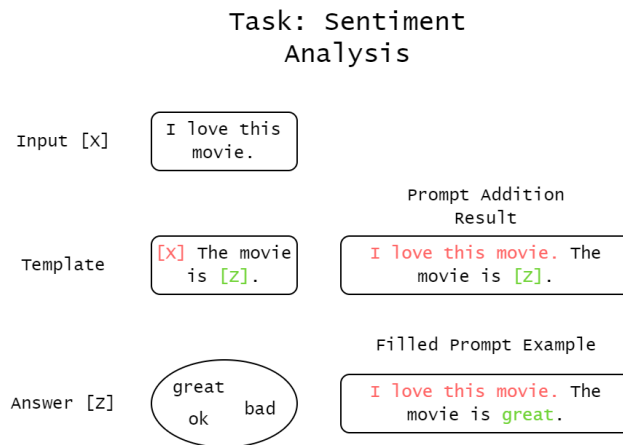 Task: Sentiment
Analysis
Input [X]
I love this
movie.
Prompt Addition
Result
Template
[X] The movie
is [Z].
I love this movie. The
movie is [Z].
Filled Prompt Example
Answer [Z]
great
ok
bad
I love this movie. The
movie is great.